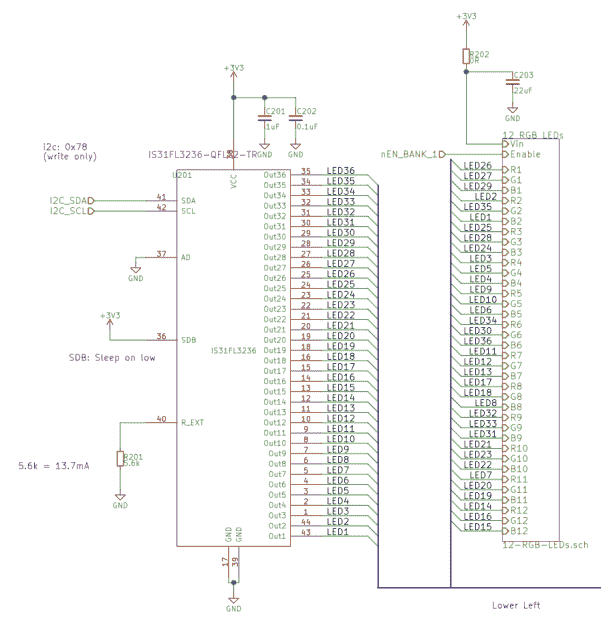 +3V3
R202
0R
C203
22uF
+3V3
C201
1uF
C202
0.1uF
GND
GND
GND
i2c: 0x78
(write only)
12 RGB LEDs
Vin
Enable
nEN_BANK_1
U201
VCC
I2C_SDA
41
SDA
I2C_SCL
42
SCL
37
AD
GND
+3V3
36
SDB
SDB: Sleep on low
IS31FL3236
40
R_EXT
R201
5.6k
5.6k = 13.7mA
GND
GND
GND
17
39
GND
Out36 35 LED36
Out35 34 LED35
Out34 33 LED34
Out33 32 LED33
Out32 31 LED32
Out31 30 LED31
Out30 29 LED30
Out29 28 LED29
Out28 27 LED28
Out27 26 LED27
Out26 25 LED26
Out25 24 LED25
Out24 23 LED24
Out23 22 LED23
Out22 21 LED22
Out21 20 LED21
Out20 19 LED20
Out19 18 LED19
Out18 16 LED18
Out17 15 LED17
Out16 14 LED16
Out15 13 LED15
Out14 12 LED14
Out13 11 LED13
Out12 10 LED12
Out11 9 LED11
Out10 8 LED10
Out9 7 LED9
Out8 6 LED8
Out7 5 LED7
Out6 4 LED6
Out5 3 LED5
Out4 2 LED4
Out3 1 LED3
Out2 44 LED2
Out1 43 LED1
LED26 R1
LED27 G1
LED29 B1
LED2 R2
LED35 G2
LED1 B2
LED25 R3
LED28 G3
LED24 B3
LED3 R4
LED5 G4
LED4 B4
LED9 R5
LED10 G5
LED6 B5
LED34 R6
LED30 G6
LED36 B6
LED11 R7
LED12 G7
LED13 B7
LED17 R8
LED18 G8
LED8 B8
LED32 R9
LED33 G9
LED31 B9
LED21 R10
LED23 G10
LED22 B10
LED7 R11
LED20 G11
LED19 B11
LED14 R12
LED16 G12
LED15 B12
12-RGB-LEDs.sch
Lower Left